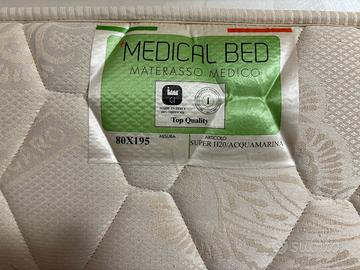 MEDICAL BED
MATERASSO MEDICO
Top Quality
80X195
MISURA
ARTICOLO
SUPER H20/ACQUAMARINA